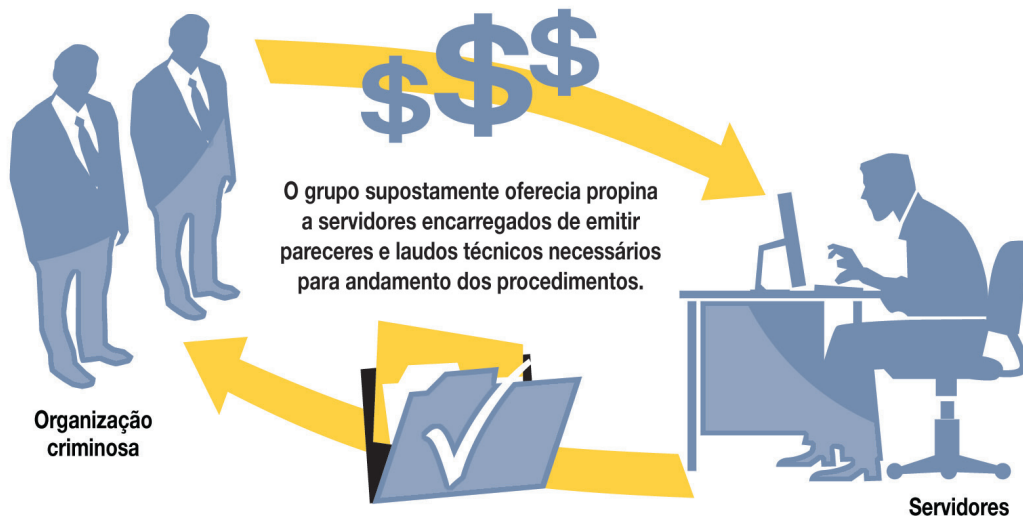 $ $ $
O grupo supostamente oferecia propina
a servidores encarregados de emitir
pareceres e laudos técnicos necessários
para andamento dos procedimentos.
Organização
criminosa
Servidores